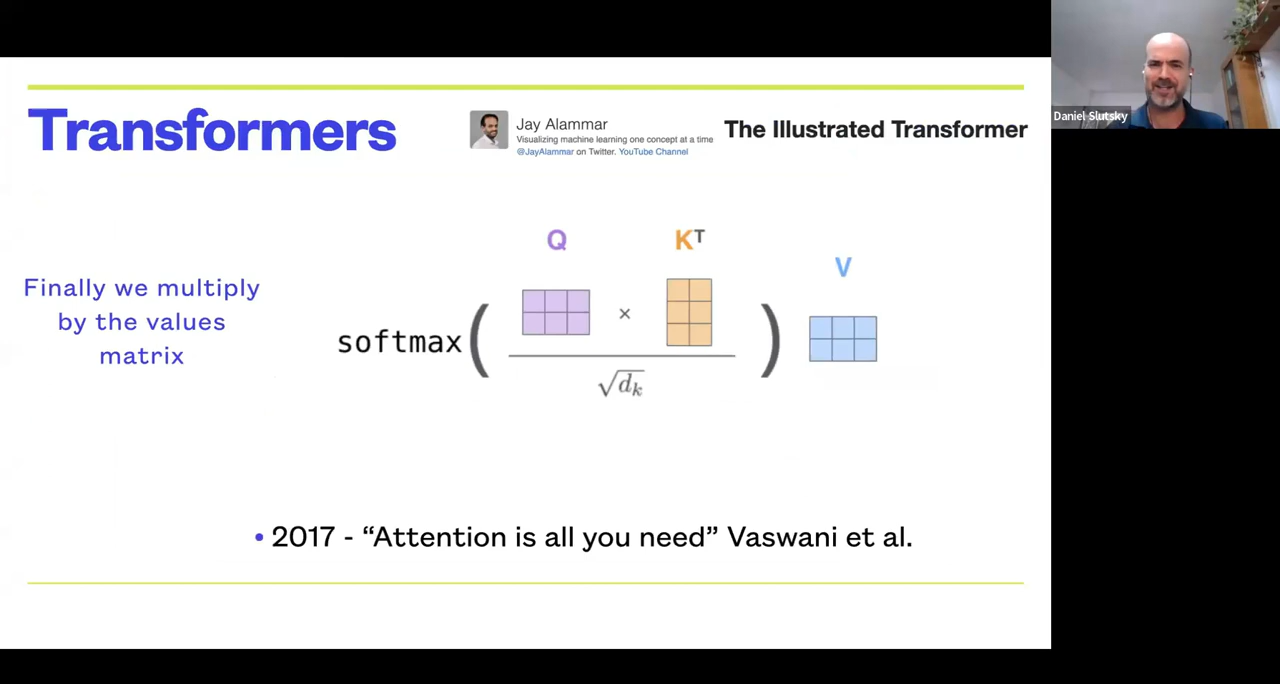 Transformers
Jay Alammar
Visualizing machine learning one concept at a time
@JayAlammar on Twitter. YouTube Channel
The Illustrated Transformer
Daniel Slutsky
Finally we multiply
by the values
matrix
Q
Kᵀ
V
softmax ( × )
√dₖ
• 2017 - “Attention is all you need” Vaswani et al.